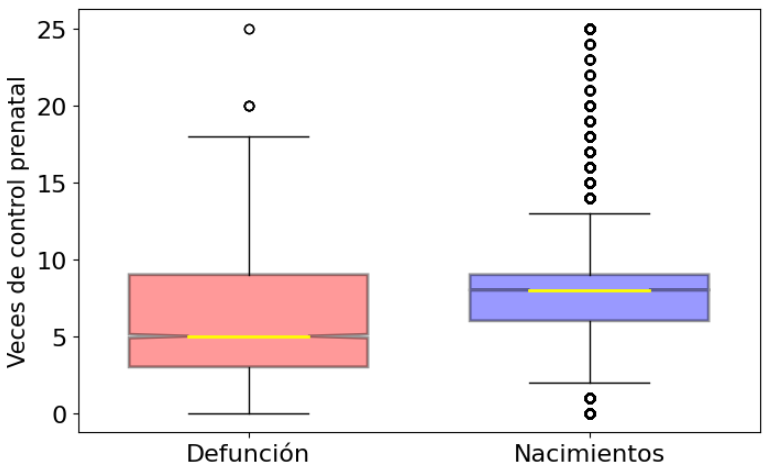 Veces de control prenatal
25
20
15
10
5
0
Defunción
Nacimientos